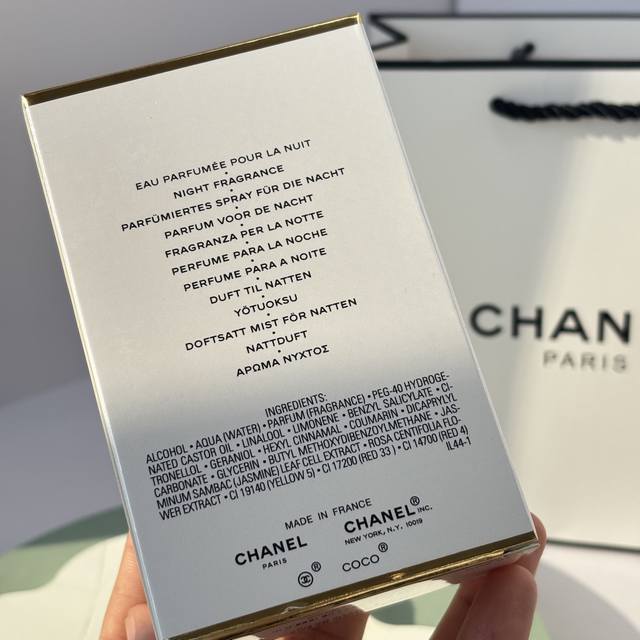 EAU PARFUMÉE POUR LA NUIT
•
NIGHT FRAGRANCE
•
PARFÜMIERTES SPRAY FÜR DIE NACHT
•
PARFUM VOOR DE NACHT
•
FRAGRANZA PER LA NOTTE
•
PERFUME PARA LA NOCHE
•
PERFUME PARA A NOITE
•
DUFT TIL NATTEN
•
YÖTUOKSU
•
DOFTSATT MIST FÖR NATTEN
•
NATTDUFT
•
ΑΡΩΜΑ ΝΥΧΤΟΣ
INGREDIENTS:
ALCOHOL • AQUA (WATER) • PARFUM (FRAGRANCE) • PEG-40 HYDROGE-
NATED CASTOR OIL • LINALOOL • LIMONENE • BENZYL SALICYLATE • CI-
TRONELLOL • GERANIOL • HEXYL CINNAMAL • COUMARIN • DICAPRYLYL
CARBONATE • GLYCERIN • BUTYL METHOXYDIBENZOYLMETHANE • JAS-
MINUM SAMBAC (JASMINE) LEAF CELL EXTRACT • ROSA CENTIFOLIA FLO-
WER EXTRACT • CI 19140 (YELLOW 5) • CI 17200 (RED 33) • CI 14700 (RED 4)
IL44-1
MADE IN FRANCE
CHANEL
PARIS
CHANEL® INC.
NEW YORK, N.Y. 10019
®
COCO®
CHAN
PARIS